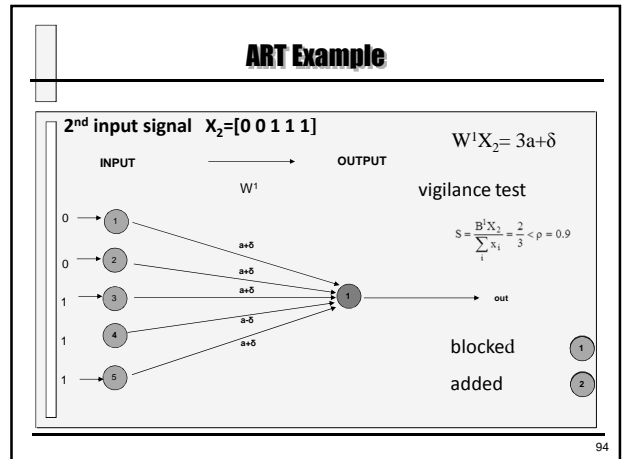 ART Example
2nd input signal X₂=[0 0 1 1 1]
W¹X₂= 3a+δ
INPUT
OUTPUT
W¹
vigilance test
S = B¹X₂ / ∑ᵢ xᵢ = 2/3 < ρ = 0.9
0
1
a+δ
0
2
a+δ
1
3
a+δ
1
out
1
4
a-δ
1
5
a+δ
blocked 1
added 2
94